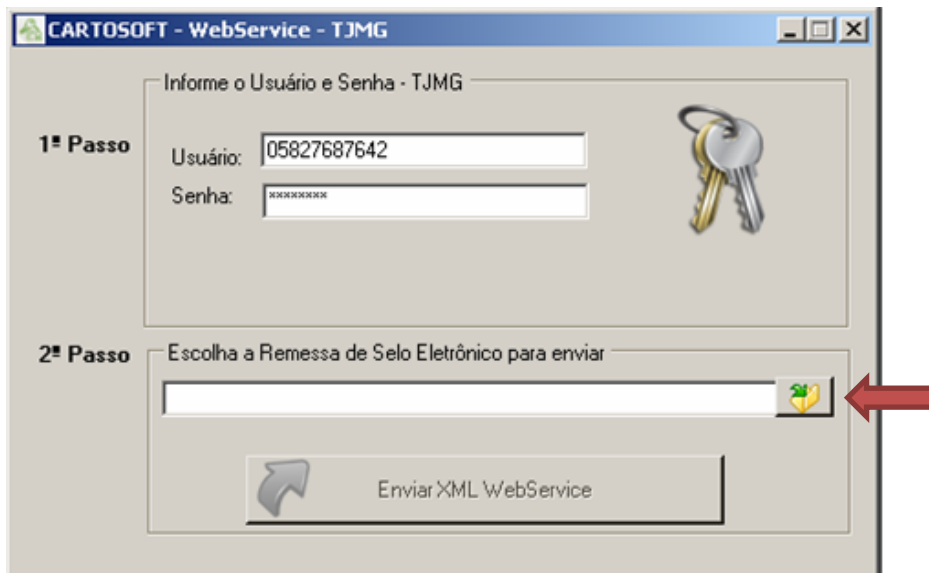 CARTOSOFT - WebService - TJMG
Informe o Usuário e Senha - TJMG
1º Passo
Usuário: 05827687642
Senha: ××××××××
2º Passo
Escolha a Remessa de Selo Eletrônico para enviar
Enviar XML WebService